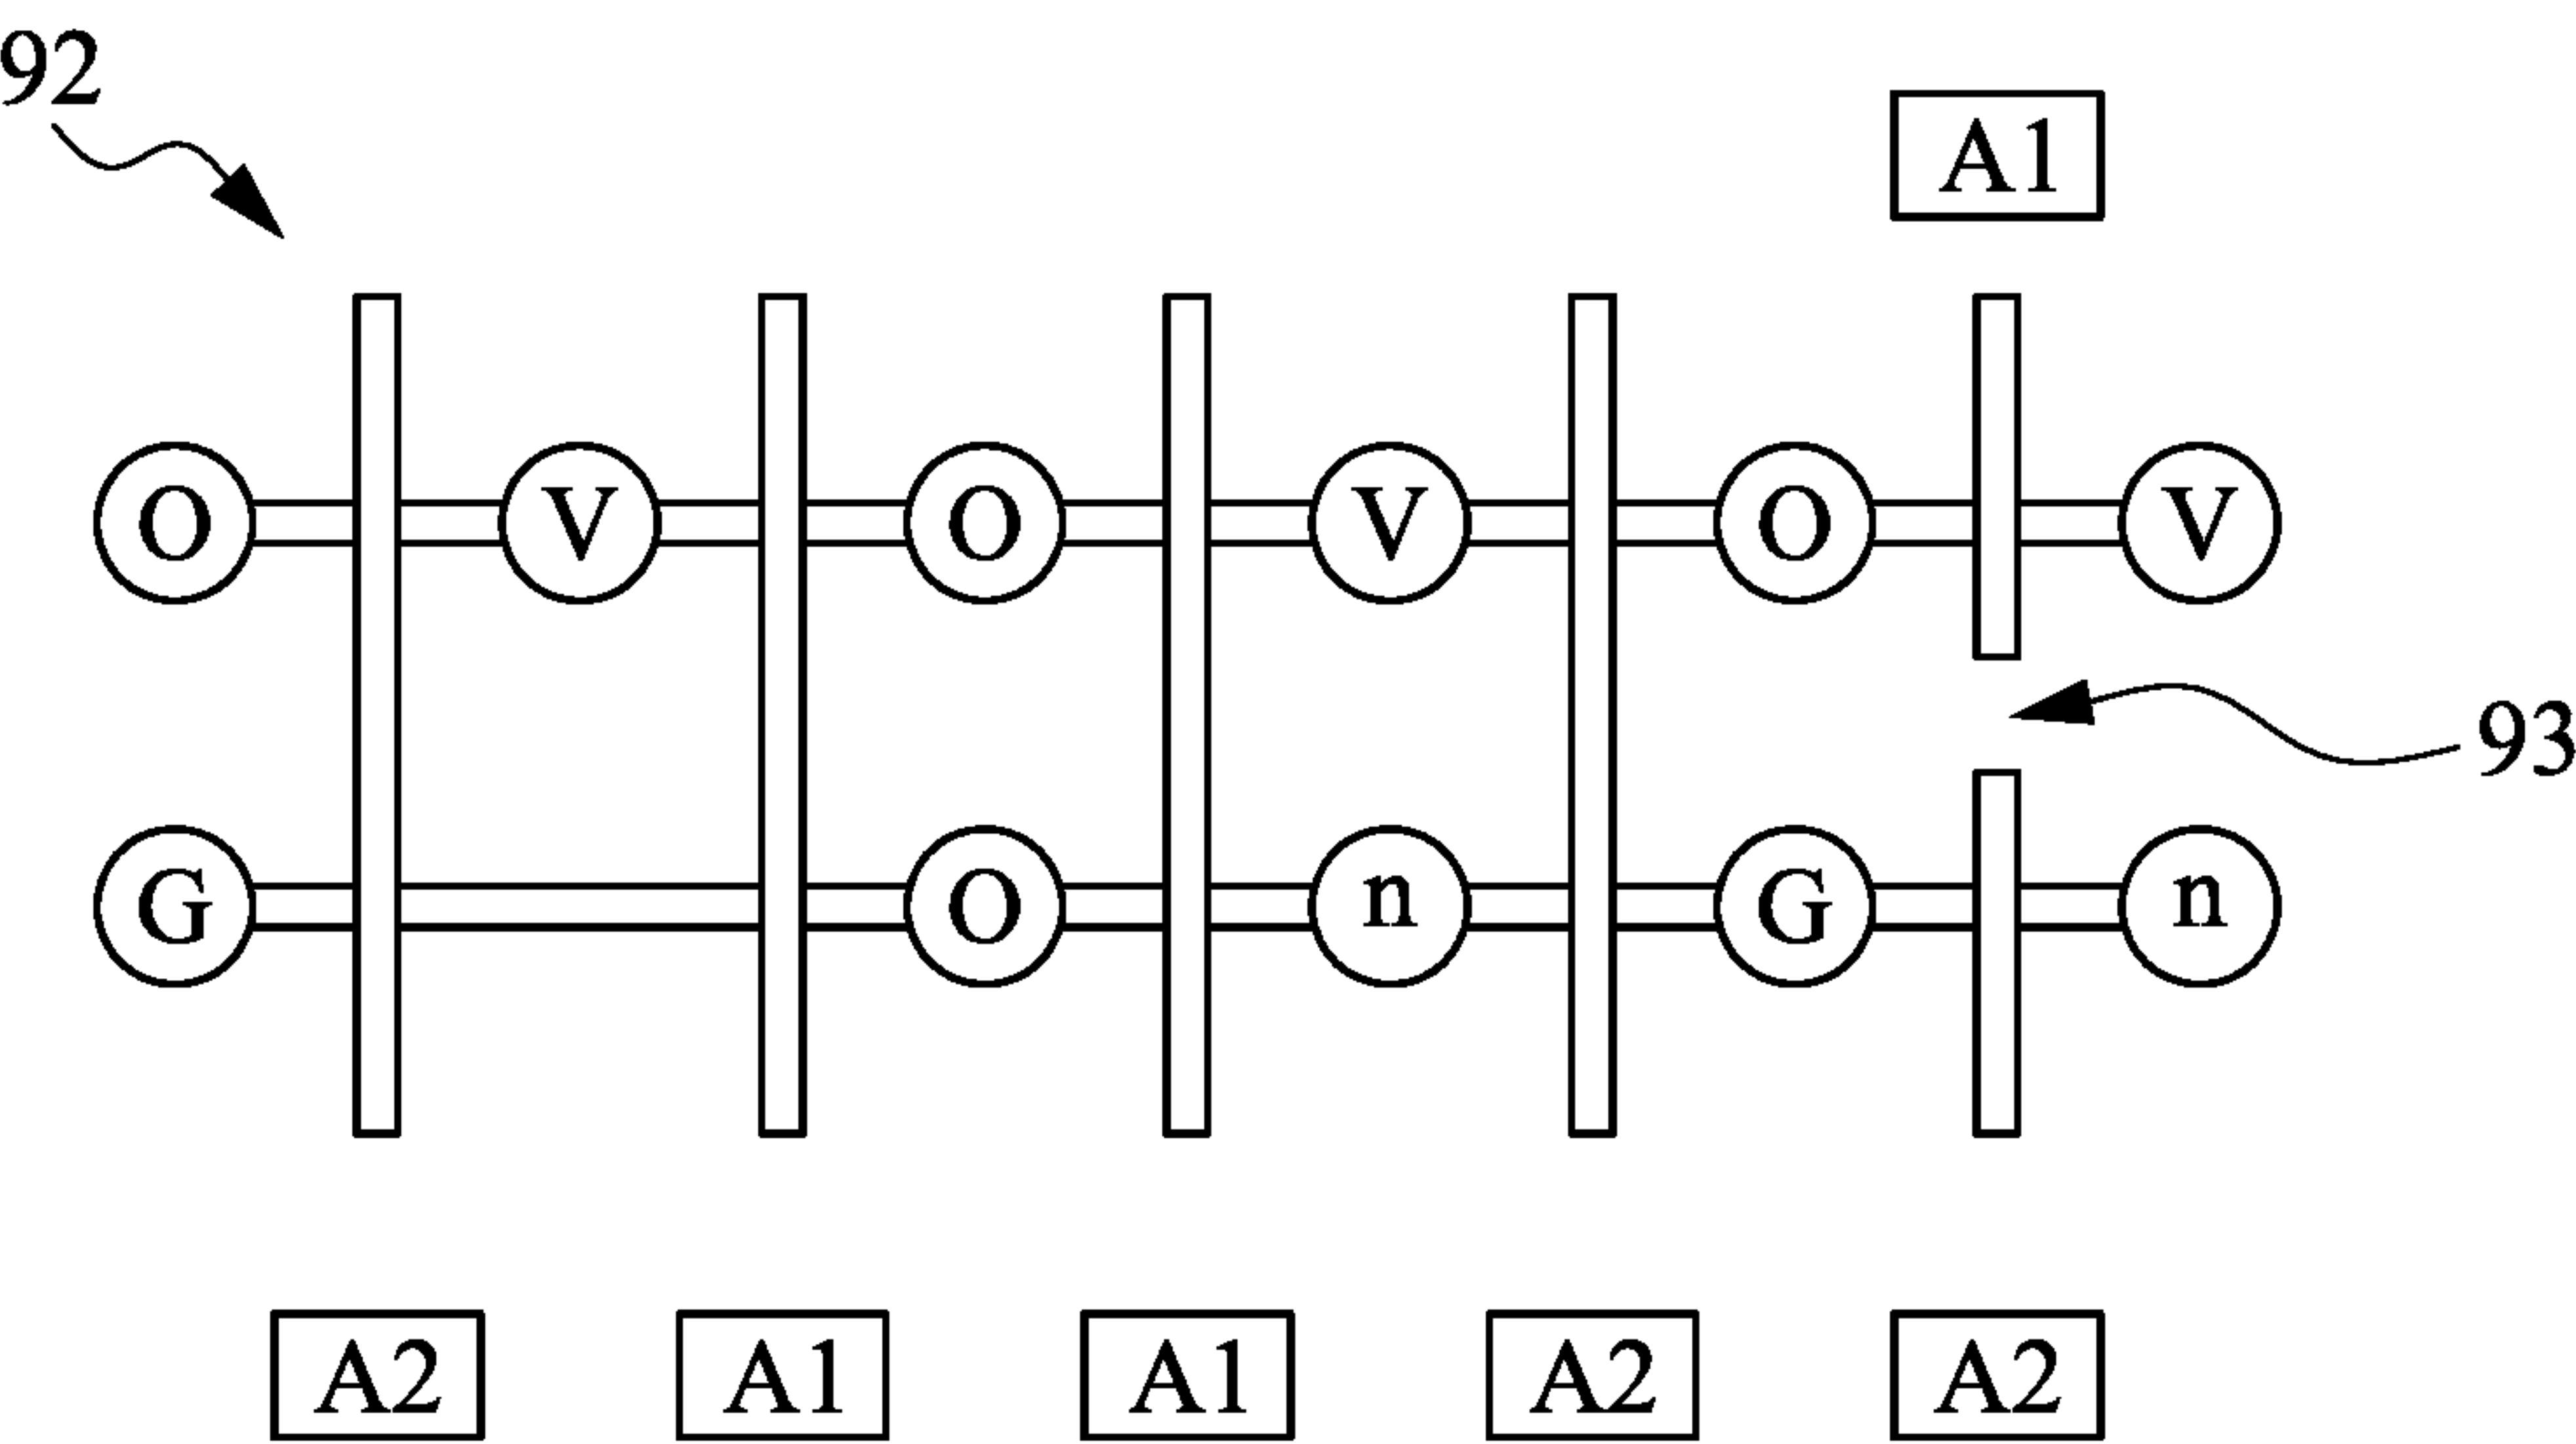 92
A1
O V O V O V
93
G O n G n
A2 A1 A1 A2 A2